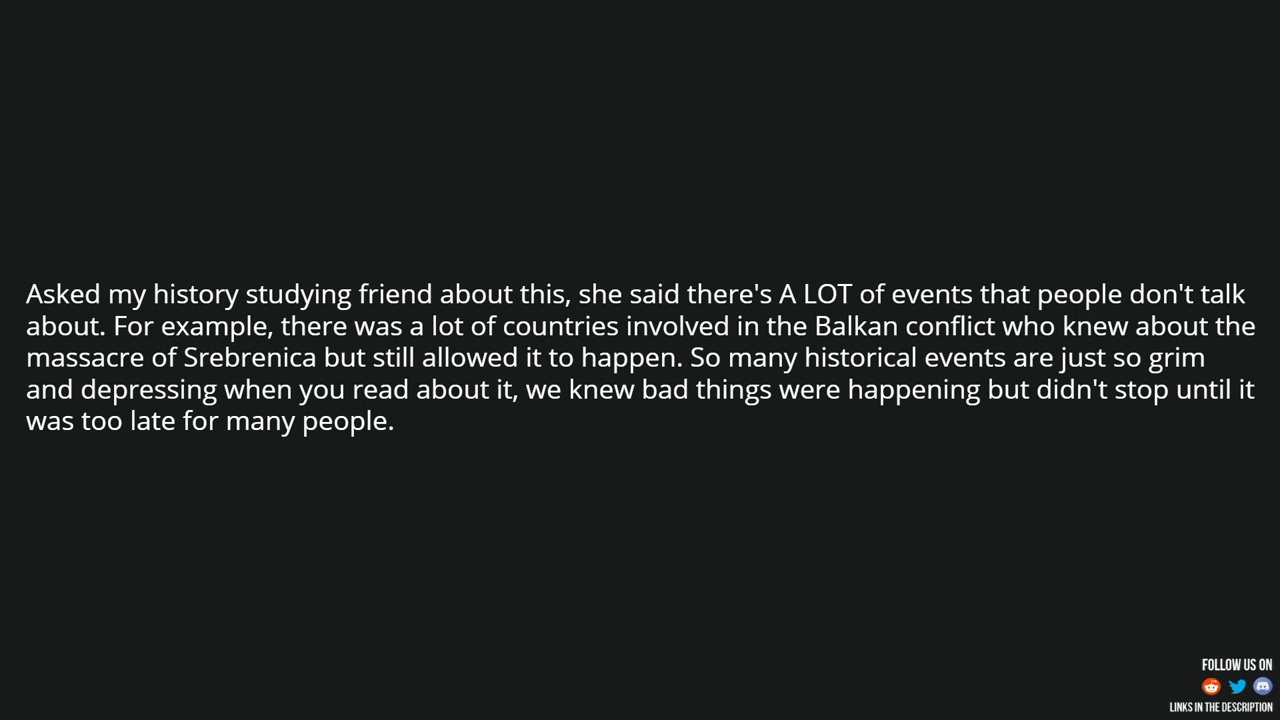 Asked my history studying friend about this, she said there's A LOT of events that people don't talk
about. For example, there was a lot of countries involved in the Balkan conflict who knew about the
massacre of Srebrenica but still allowed it to happen. So many historical events are just so grim
and depressing when you read about it, we knew bad things were happening but didn't stop until it
was too late for many people.
FOLLOW US ON
LINKS IN THE DESCRIPTION